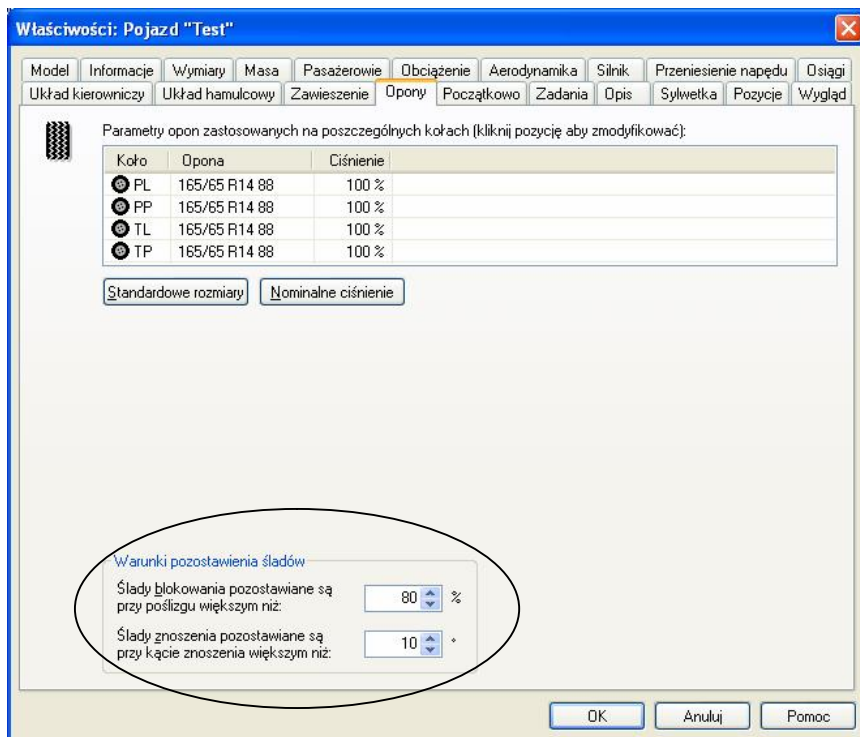 Właściwości: Pojazd "Test"
Model Informacje Wymiary Masa Pasażerowie Obciążenie Aerodynamika Silnik Przeniesienie napędu Osiągi
Układ kierowniczy Układ hamulcowy Zawieszenie Opony Początkowo Zadania Opis Sylwetka Pozycje Wygląd
Parametry opon zastosowanych na poszczególnych kołach (kliknij pozycję aby zmodyfikować):
Koło Opona Ciśnienie
PL 165/65 R14 88 100 %
PP 165/65 R14 88 100 %
TL 165/65 R14 88 100 %
TP 165/65 R14 88 100 %
Standardowe rozmiary Nominalne ciśnienie
Warunki pozostawienia śladów
Ślady blokowania pozostawiane są
przy poślizgu większym niż: 80 %
Ślady znoszenia pozostawiane są
przy kącie znoszenia większym niż: 10 °
OK Anuluj Pomoc